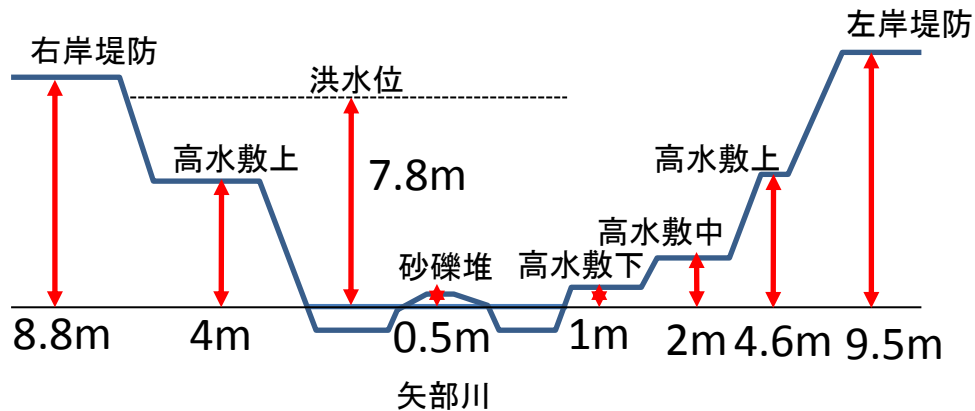 左岸堤防
右岸堤防
洪水位
高水敷上
7.8m
高水敷上
高水敷中
砂礫堆
高水敷下
8.8m
4m
0.5m
1m
2m
4.6m
9.5m
矢部川